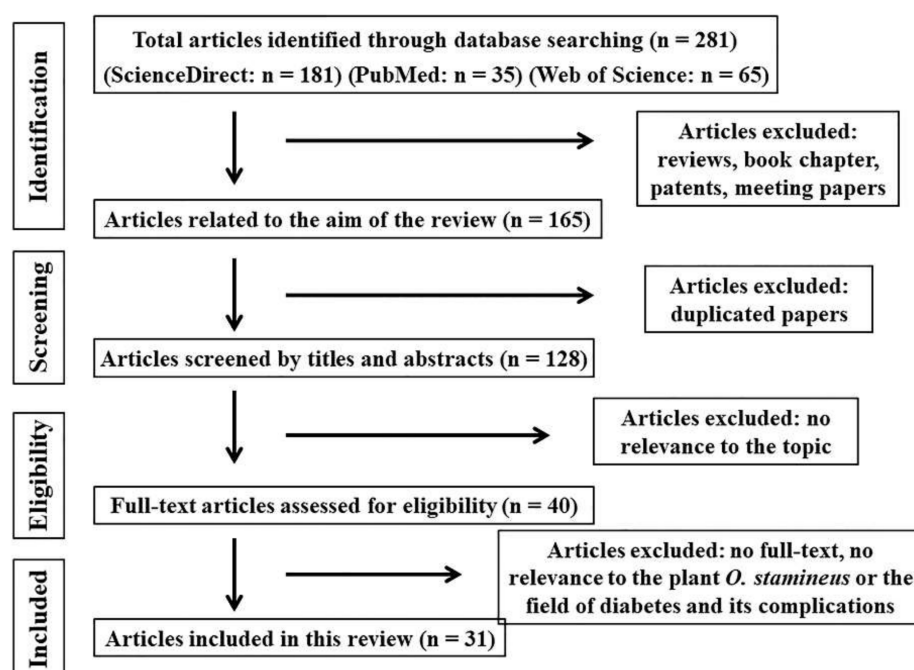 Identification
Total articles identified through database searching (n = 281)
(ScienceDirect: n = 181) (PubMed: n = 35) (Web of Science: n = 65)
Articles excluded:
reviews, book chapter,
patents, meeting papers
Articles related to the aim of the review (n = 165)
Screening
Articles excluded:
duplicated papers
Articles screened by titles and abstracts (n = 128)
Eligibility
Articles excluded: no
relevance to the topic
Full-text articles assessed for eligibility (n = 40)
Included
Articles excluded: no full-text, no
relevance to the plant O. stamineus or the
field of diabetes and its complications
Articles included in this review (n = 31)